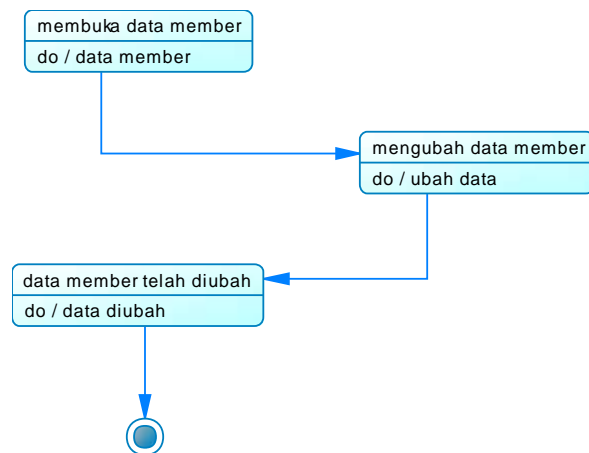 membuka data member
do / data member
mengubah data member
do / ubah data
data member telah diubah
do / data diubah